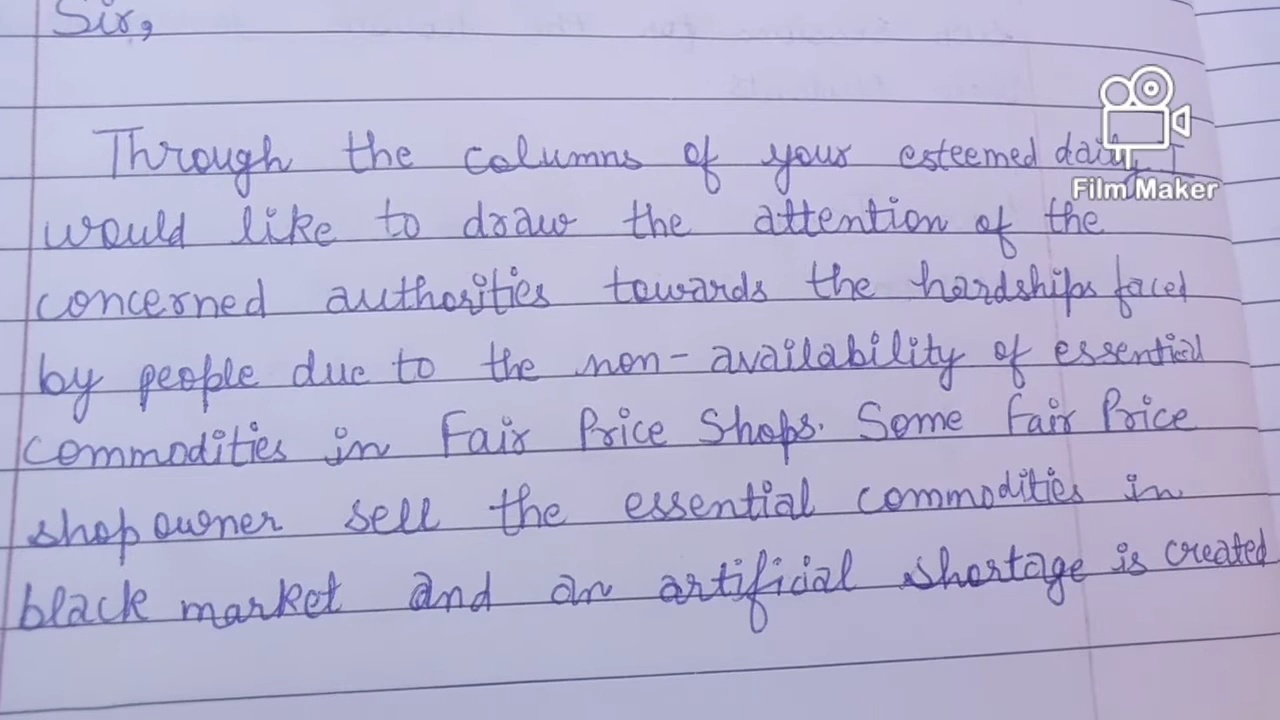 Sir,
Through the columns of your esteemed daily, I
would like to draw the attention of the
concerned authorities towards the hardships faced
by people due to the non-availability of essential
commodities in Fair Price Shops. Some Fair Price
shop owner sell the essential commodities in
black market and an artificial shortage is created
Film Maker